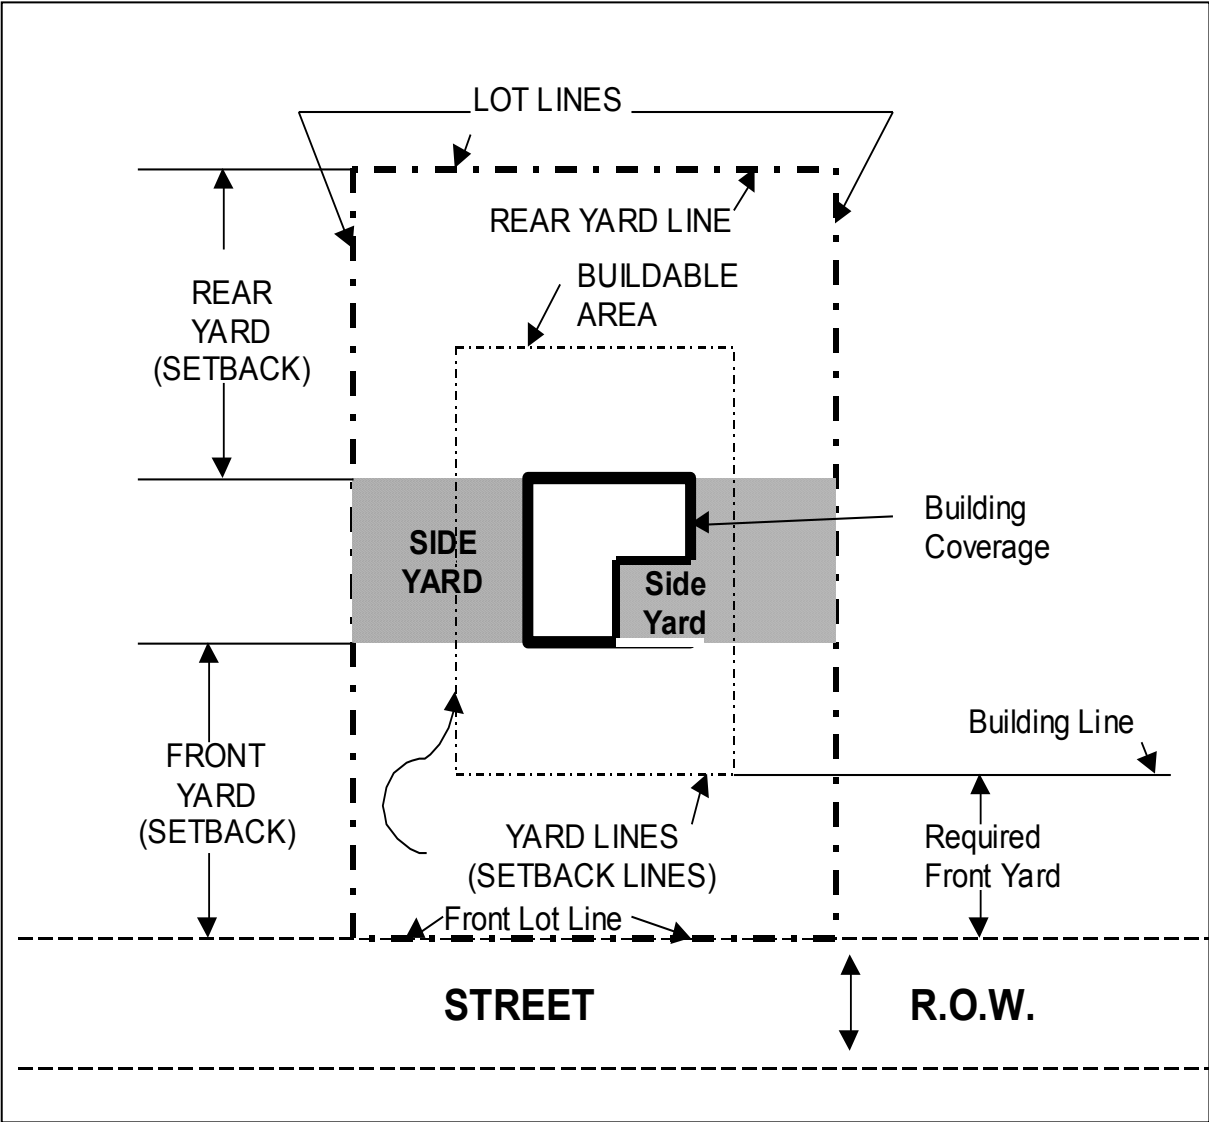 LOT LINES
REAR YARD LINE
BUILDABLE
AREA
REAR
YARD
(SETBACK)
SIDE
YARD
Side
Yard
Building
Coverage
Building Line
FRONT
YARD
(SETBACK)
YARD LINES
(SETBACK LINES)
Required
Front Yard
Front Lot Line
STREET
R.O.W.